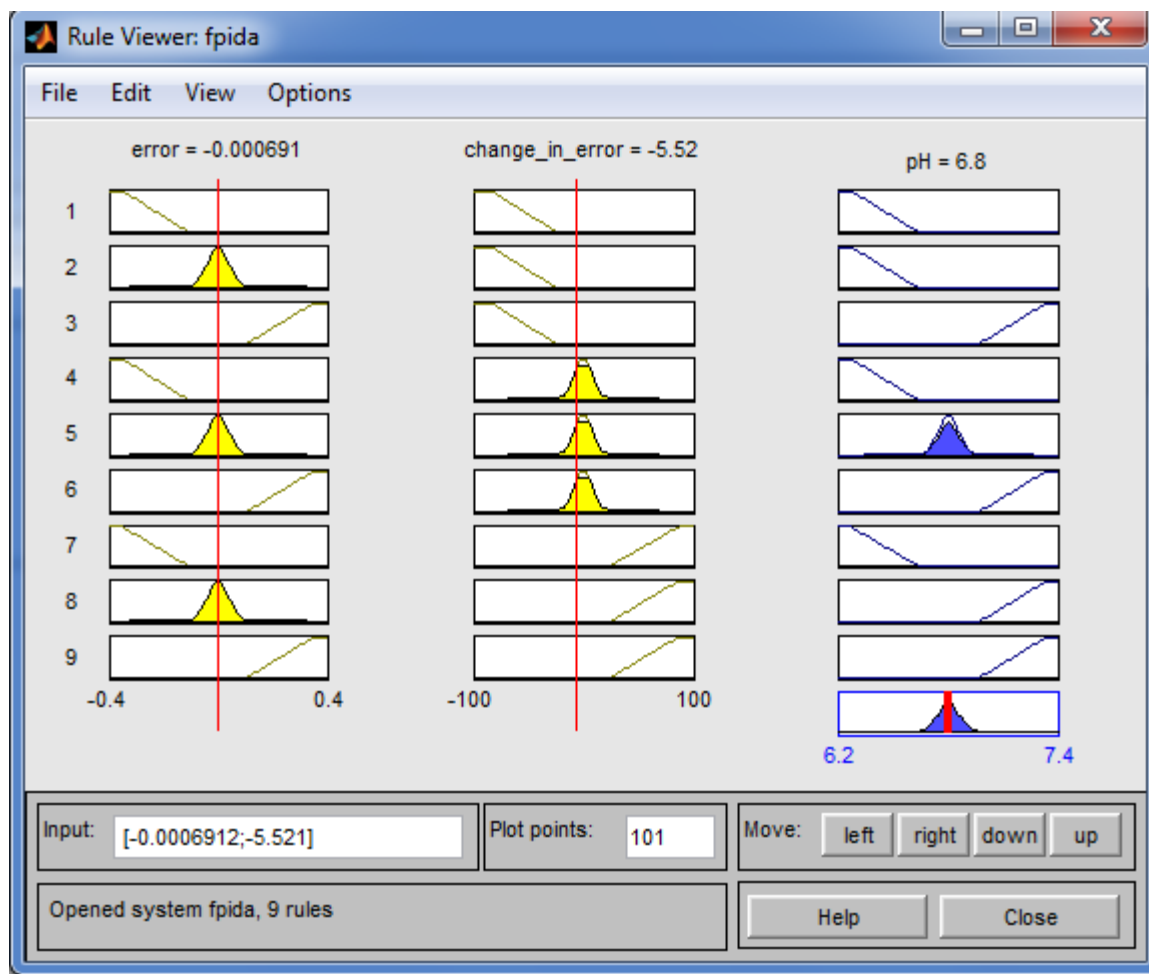 Rule Viewer: fpida
File Edit View Options
error = -0.000691 change_in_error = -5.52 pH = 6.8
1
2
3
4
5
6
7
8
9
-0.4 0.4 -100 100
6.2 7.4
Input: [-0.0006912;-5.521] Plot points: 101 Move: left right down up
Opened system fpida, 9 rules Help Close